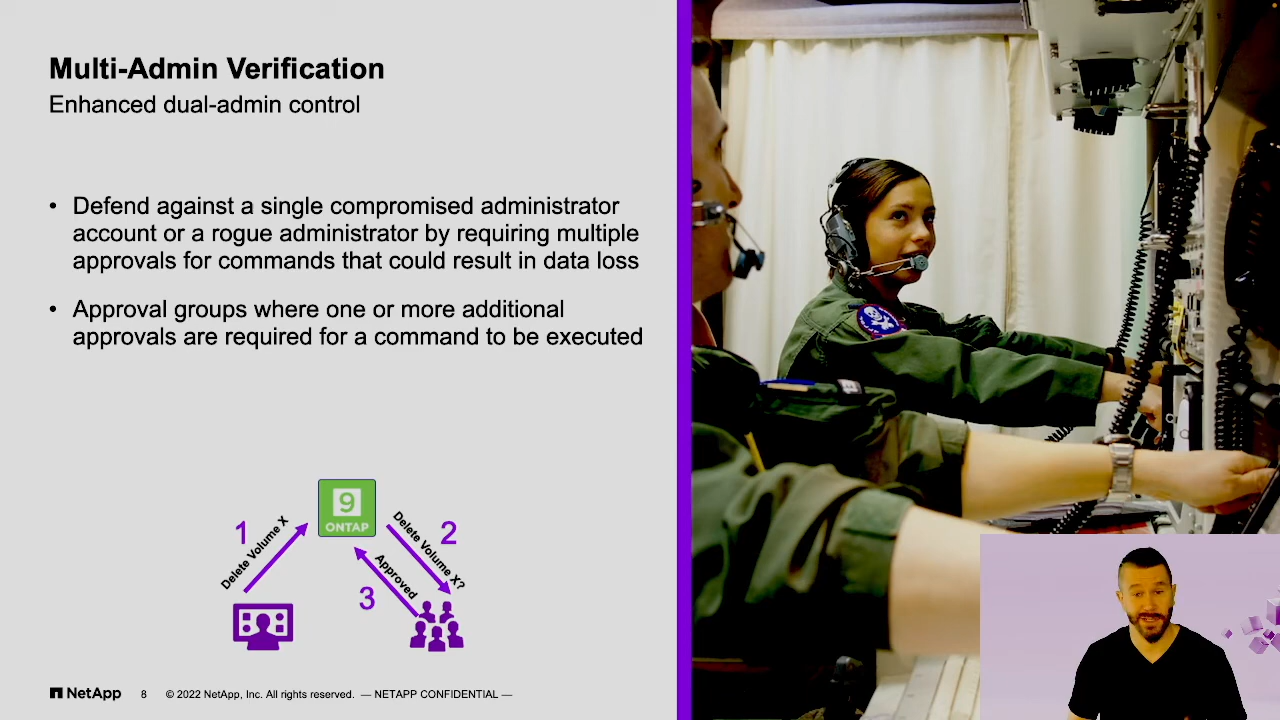 Multi-Admin Verification
Enhanced dual-admin control
• Defend against a single compromised administrator
account or a rogue administrator by requiring multiple
approvals for commands that could result in data loss
• Approval groups where one or more additional
approvals are required for a command to be executed
9
ONTAP
1
Delete Volume X
Delete Volume X?
2
Approved
3
NetApp
8
© 2022 NetApp, Inc. All rights reserved. — NETAPP CONFIDENTIAL —